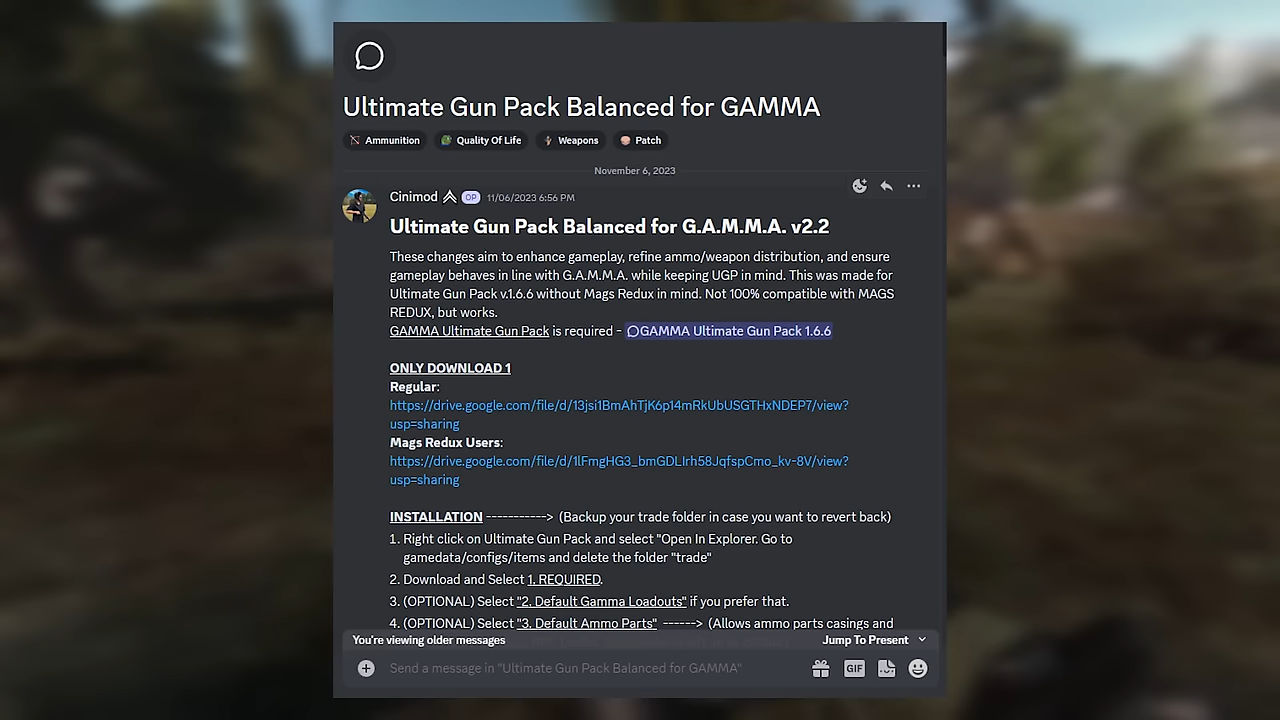 Ultimate Gun Pack Balanced for GAMMA
Ammunition Quality Of Life Weapons Patch
November 6, 2023
Cinimod OP 11/06/2023 6:56 PM
Ultimate Gun Pack Balanced for G.A.M.M.A. v2.2
These changes aim to enhance gameplay, refine ammo/weapon distribution, and ensure
gameplay behaves in line with G.A.M.M.A. while keeping UGP in mind. This was made for
Ultimate Gun Pack v.1.6.6 without Mags Redux in mind. Not 100% compatible with MAGS
REDUX, but works.
GAMMA Ultimate Gun Pack is required - GAMMA Ultimate Gun Pack 1.6.6
ONLY DOWNLOAD 1
Regular:
https://drive.google.com/file/d/13jsi1BmAhTjK6p14mRkUbUSGTHxNDEP7/view?
usp=sharing
Mags Redux Users:
https://drive.google.com/file/d/1lFmgHG3_bmGDLIrh58JqfspCmo_kv-8V/view?
usp=sharing
INSTALLATION -----------> (Backup your trade folder in case you want to revert back)
1. Right click on Ultimate Gun Pack and select "Open In Explorer. Go to
gamedata/configs/items and delete the folder "trade"
2. Download and Select 1. REQUIRED.
3. (OPTIONAL) Select "2. Default Gamma Loadouts" if you prefer that.
4. (OPTIONAL) Select "3. Default Ammo Parts" ------> (Allows ammo parts casings and
You're viewing older messages Jump To Present
Send a message in "Ultimate Gun Pack Balanced for GAMMA" GIF